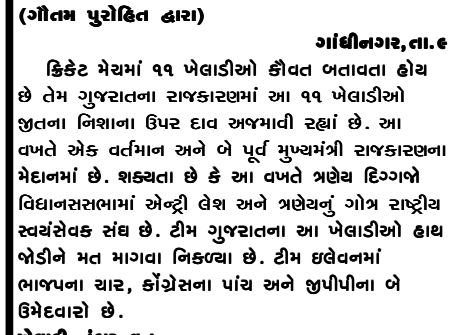 (ગૌતમ પુરોહિત દ્વારા)
ગાંધીનગર,તા.૯
ક્રિકેટ મેચમાં ૧૧ ખેલાડીઓ કૌવત બતાવતા હોય
છે તેમ ગુજરાતના રાજકારણમાં આ ૧૧ ખેલાડીઓ
જીતના નિશાના ઉપર દાવ અજમાવી રહ્યાં છે. આ
વખતે એક વર્તમાન અને બે પૂર્વ મુખ્યમંત્રી રાજકારણના
મેદાનમાં છે. શક્યતા છે કે આ વખતે ત્રણેય દિગ્ગજો
વિધાનસસભામાં એન્ટ્રી લેશ અને ત્રણેયનું ગોત્ર રાષ્ટ્રીય
સ્વયંસેવક સંઘ છે. ટીમ ગુજરાતના આ ખેલાડીઓ હાથ
જોડીને મત માગવા નિકળ્યા છે. ટીમ ઇલેવનમાં
ભાજપના ચાર, કોંગ્રેસના પાંચ અને જીપીપીના બે
ઉમેદવારો છે.